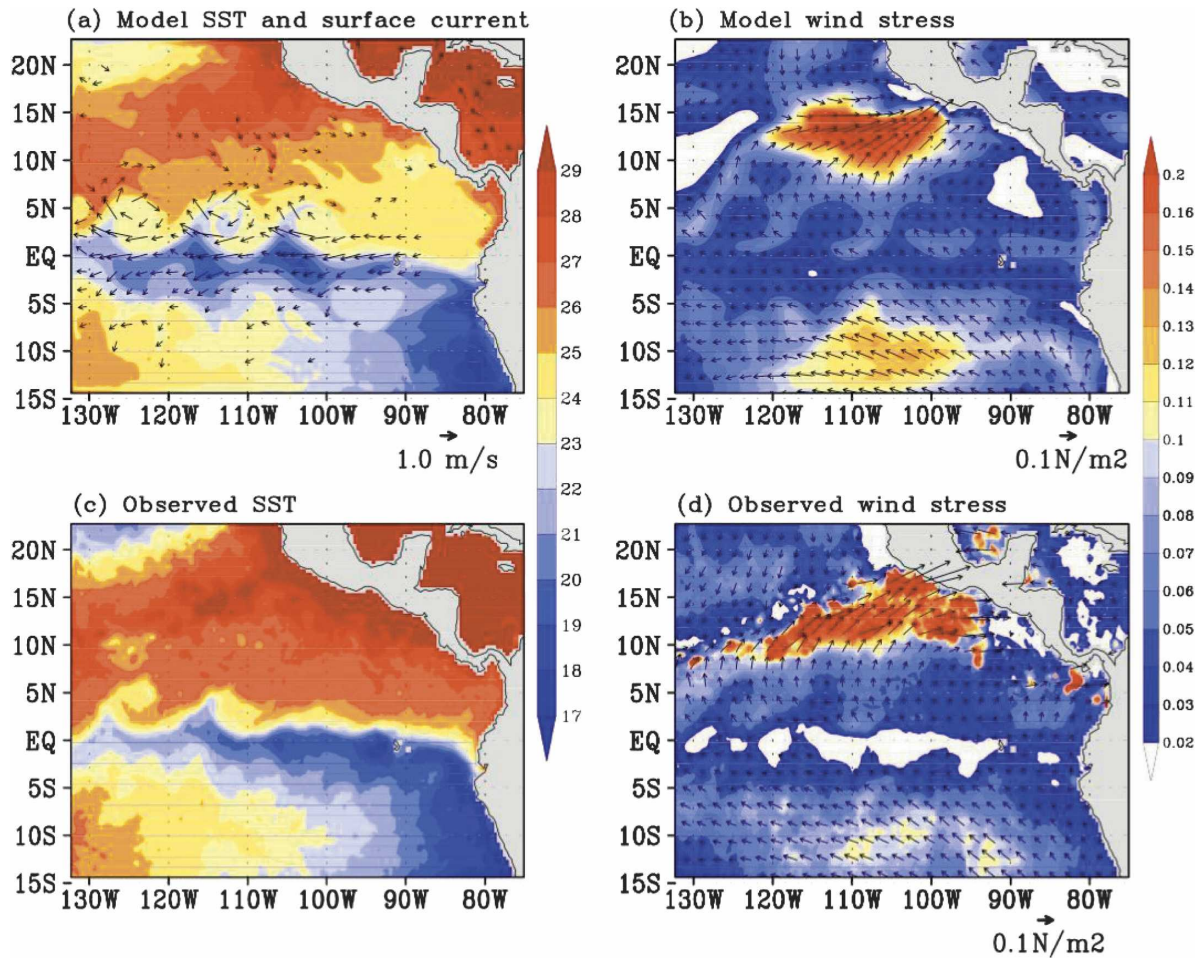 (a) Model SST and surface current
(b) Model wind stress
20N
15N
10N
5N
EQ
5S
10S
15S
130W 120W 110W 100W 90W 80W
1.0 m/s
29
28
27
26
25
24
23
22
21
20
19
18
17
20N
15N
10N
5N
EQ
5S
10S
15S
130W 120W 110W 100W 90W 80W
0.1N/m2
0.2
0.16
0.15
0.14
0.13
0.12
0.11
0.1
0.09
0.08
0.07
0.06
0.05
0.04
0.03
0.02
(c) Observed SST
(d) Observed wind stress
20N
15N
10N
5N
EQ
5S
10S
15S
130W 120W 110W 100W 90W 80W
20N
15N
10N
5N
EQ
5S
10S
15S
130W 120W 110W 100W 90W 80W
0.1N/m2